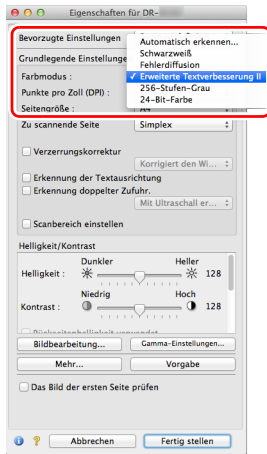 Eigenschaften für DR-
Bevorzugte Einstellungen
Automatisch erkennen...
Schwarzweiß
Grundlegende Einstellunge
Fehlerdiffusion
Farbmodus :
✓ Erweiterte Textverbesserung II
256-Stufen-Grau
Punkte pro Zoll (DPI) :
24-Bit-Farbe
Seitengröße :
Zu scannende Seite
Simplex
Verzerrungskorrektur
Korrigiert den Wi...
Erkennung der Textausrichtung
Erkennung doppelter Zufuhr.
Mit Ultraschall er...
Scanbereich einstellen
Helligkeit/Kontrast
Dunkler Heller
Helligkeit : 128
Niedrig Hoch
Kontrast : 128
Bildbearbeitung... Gamma-Einstellungen...
Mehr... Vorgabe
Das Bild der ersten Seite prüfen
? Abbrechen Fertig stellen